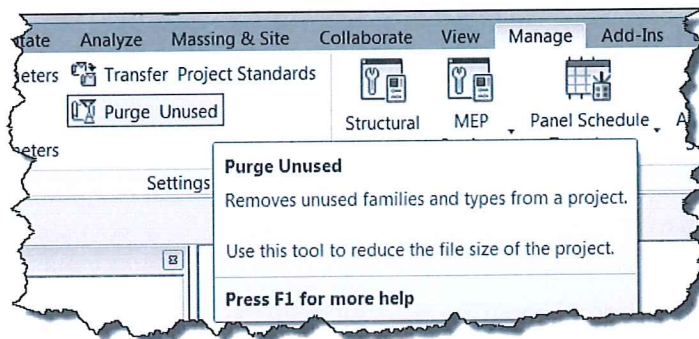 Analyze Massing & Site Collaborate View Manage Add-Ins
Transfer Project Standards
Purge Unused
Structural MEP Panel Schedule
Settings
Purge Unused
Removes unused families and types from a project.
Use this tool to reduce the file size of the project.
Press F1 for more help